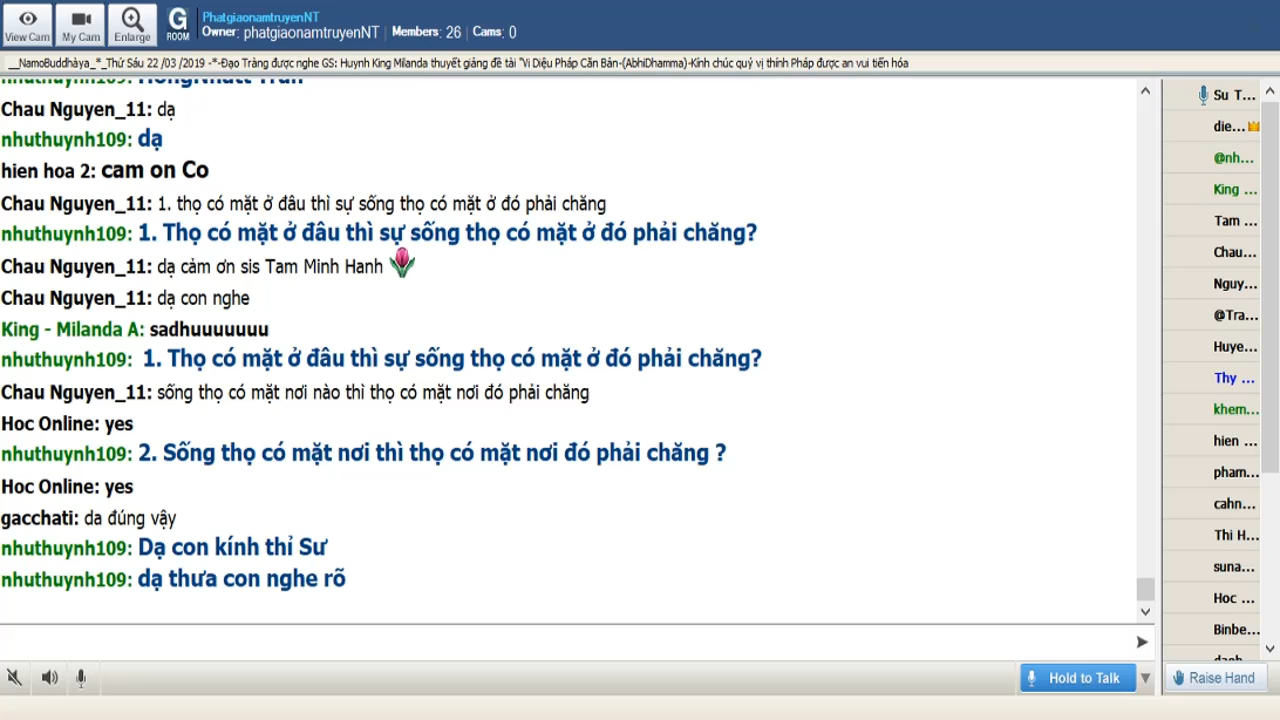 PhatgiaonamtruyenNT
Owner: phatgiaonamtruyenNT | Members: 26 | Cams: 0
View Cam My Cam Enlarge G ROOM
__NamoBuddhàya_*_Thứ Sáu 22 /03 /2019 -*-Đạo Tràng được nghe GS: Huynh King Milanda thuyết giảng đề tài "Vi Diệu Pháp Căn Bản-(AbhiDhamma)-Kính chúc quý vị thính Pháp được an vui tiến hóa
nhuthuynh109: HongNhatt Tran
Chau Nguyen_11: dạ
nhuthuynh109: dạ
hien hoa 2: cam on Co
Chau Nguyen_11: 1. thọ có mặt ở đâu thì sự sống thọ có mặt ở đó phải chăng
nhuthuynh109: 1. Thọ có mặt ở đâu thì sự sống thọ có mặt ở đó phải chăng?
Chau Nguyen_11: dạ cảm ơn sis Tam Minh Hanh
Chau Nguyen_11: dạ con nghe
King - Milanda A: sadhuuuuuuu
nhuthuynh109: 1. Thọ có mặt ở đâu thì sự sống thọ có mặt ở đó phải chăng?
Chau Nguyen_11: sống thọ có mặt nơi nào thì thọ có mặt nơi đó phải chăng
Hoc Online: yes
nhuthuynh109: 2. Sống thọ có mặt nơi thì thọ có mặt nơi đó phải chăng ?
Hoc Online: yes
gacchati: da đúng vậy
nhuthuynh109: Dạ con kính thỉ Sư
nhuthuynh109: dạ thưa con nghe rõ
Hold to Talk
Su T...
die...
@nh...
King ...
Tam ...
Chau...
Nguy...
@Tra...
Huye...
Thy ...
khem...
hien ...
pham...
cahn...
Thi H...
suna...
Hoc ...
Binbe...
Raise Hand